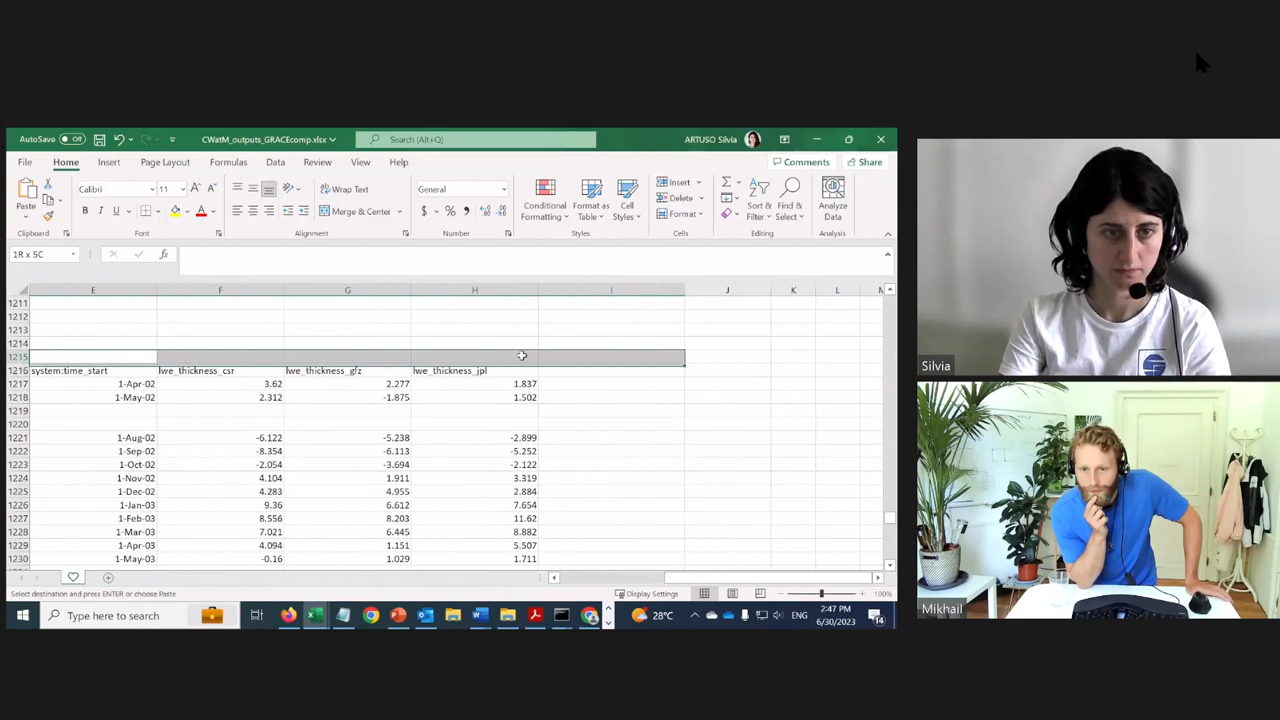 AutoSave Off CWatM_outputs_GRACEcomp.xlsx Search (Alt+Q) ARTUSO Silvia
File Home Insert Page Layout Formulas Data Review View Help Comments Share
Paste Calibri 11 Wrap Text General Conditional Formatting Format as Table Cell Styles Insert Sort & Filter Find & Select Analyze Data
B I U Merge & Center $ % Delete
Format
Clipboard Font Alignment Number Styles Cells Editing Analysis
1R x 5C fx
E F G H I J K L
1211
1212
1213
1214
1215
1216 system:time_start lwe_thickness_csr lwe_thickness_gfz lwe_thickness_jpl
1217 1-Apr-02 3.62 2.277 1.837
1218 1-May-02 2.312 -1.875 1.502
1219
1220
1221 1-Aug-02 -6.122 -5.238 -2.899
1222 1-Sep-02 -8.354 -6.113 -5.252
1223 1-Oct-02 -2.054 -3.694 -2.122
1224 1-Nov-02 4.104 1.911 3.319
1225 1-Dec-02 4.283 4.955 2.884
1226 1-Jan-03 9.36 6.612 7.654
1227 1-Feb-03 8.556 8.203 11.62
1228 1-Mar-03 7.021 6.445 8.882
1229 1-Apr-03 4.094 1.151 5.507
1230 1-May-03 -0.16 1.029 1.711
Select destination and press ENTER or choose Paste Display Settings 100%
Type here to search 28°C ENG 2:47 PM
6/30/2023 14
Silvia
Mikhail